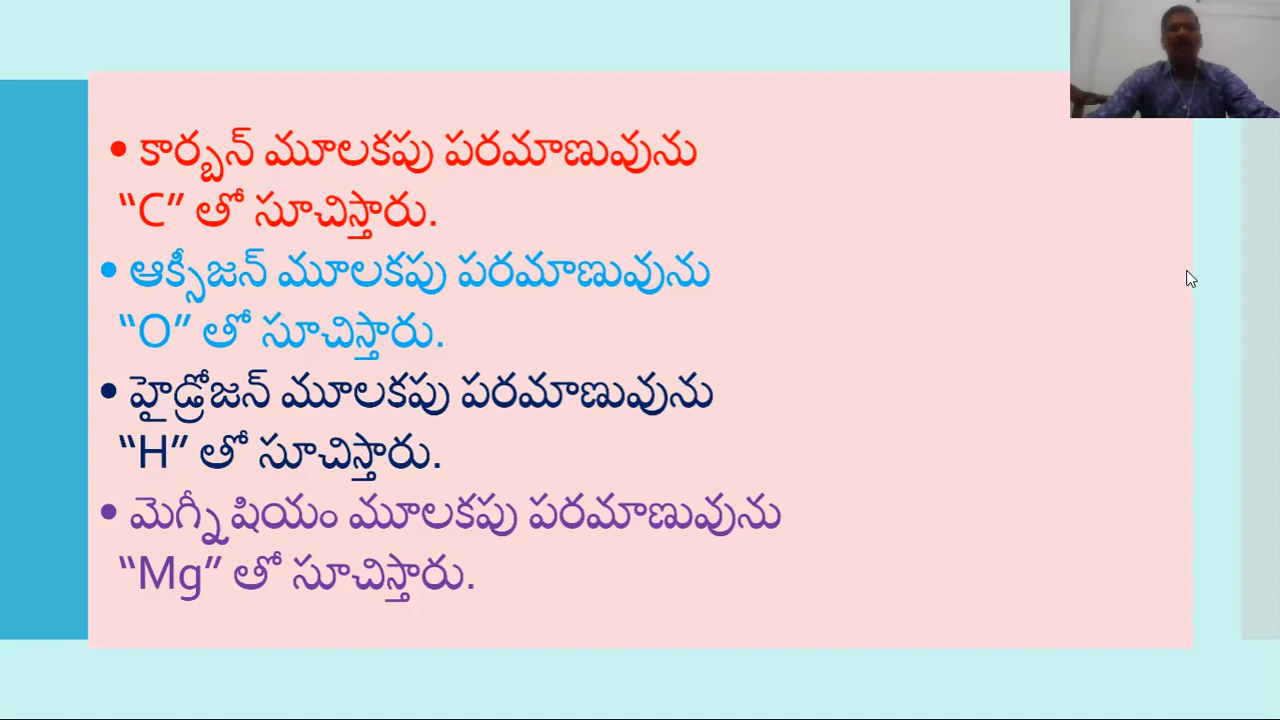 • కార్బన్ మూలకపు పరమాణువును
“C” తో సూచిస్తారు.
• ఆక్సీజన్ మూలకపు పరమాణువును
“O” తో సూచిస్తారు.
• హైడ్రోజన్ మూలకపు పరమాణువును
“H” తో సూచిస్తారు.
• మెగ్నీషియం మూలకపు పరమాణువును
“Mg” తో సూచిస్తారు.